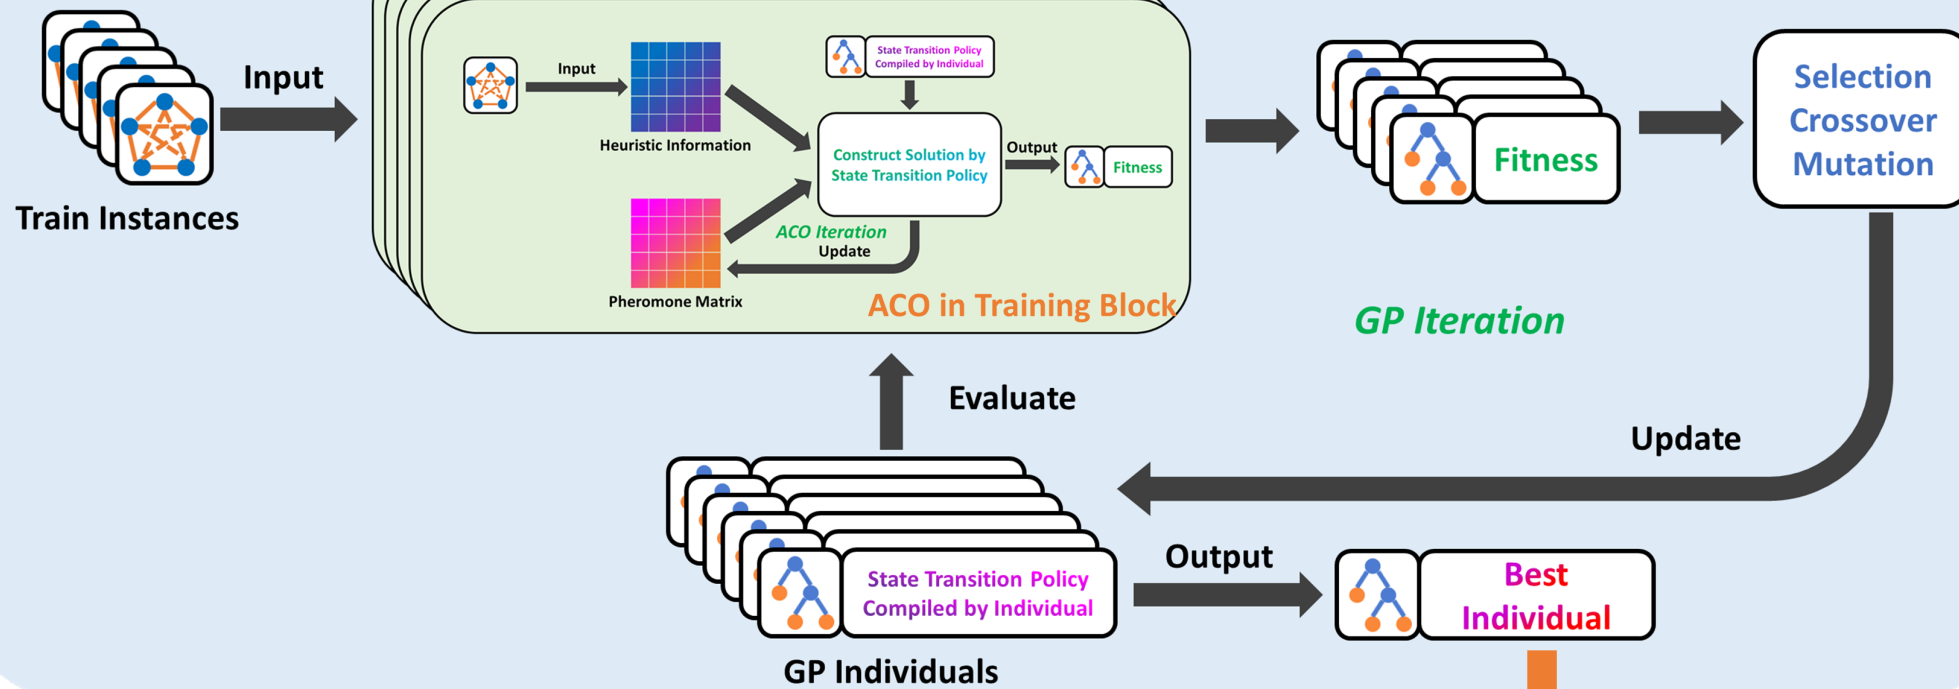 Input
Train Instances
Input
Heuristic Information
State Transition Policy
Compiled by Individual
Construct Solution by
State Transition Policy
Output
Fitness
ACO Iteration
Update
Pheromone Matrix
ACO in Training Block
Fitness
Selection
Crossover
Mutation
GP Iteration
Evaluate
Update
State Transition Policy
Compiled by Individual
GP Individuals
Output
Best
Individual